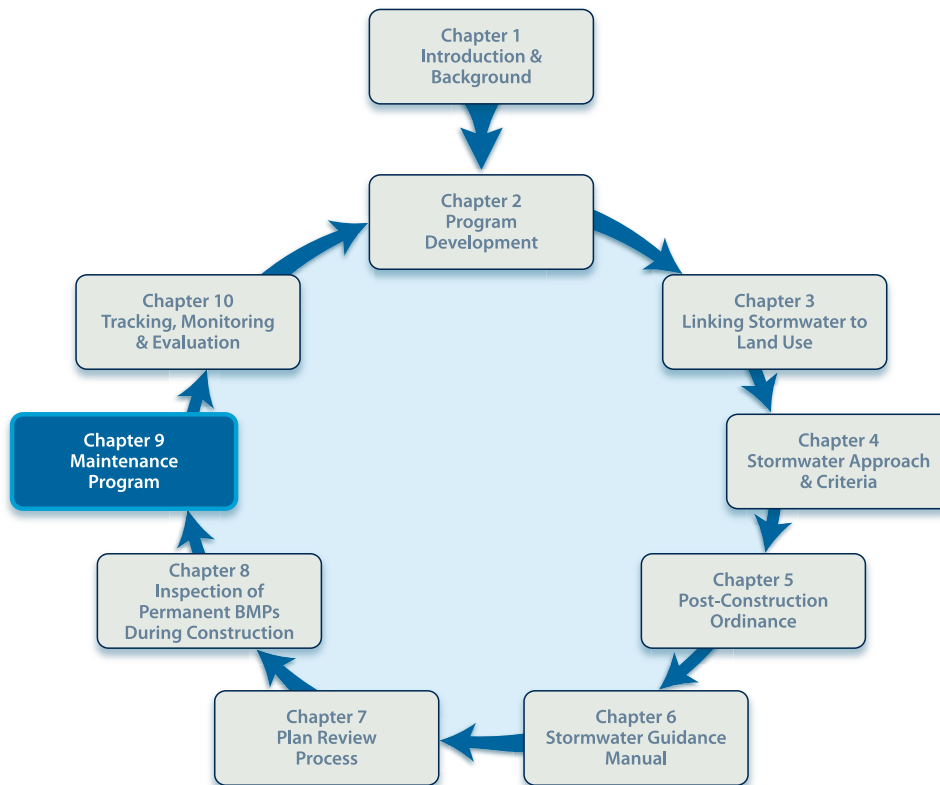 Chapter 1
Introduction &
Background
Chapter 2
Program
Development
Chapter 3
Linking Stormwater to
Land Use
Chapter 4
Stormwater Approach
& Criteria
Chapter 5
Post-Construction
Ordinance
Chapter 6
Stormwater Guidance
Manual
Chapter 7
Plan Review
Process
Chapter 8
Inspection of
Permanent BMPs
During Construction
Chapter 9
Maintenance
Program
Chapter 10
Tracking, Monitoring
& Evaluation